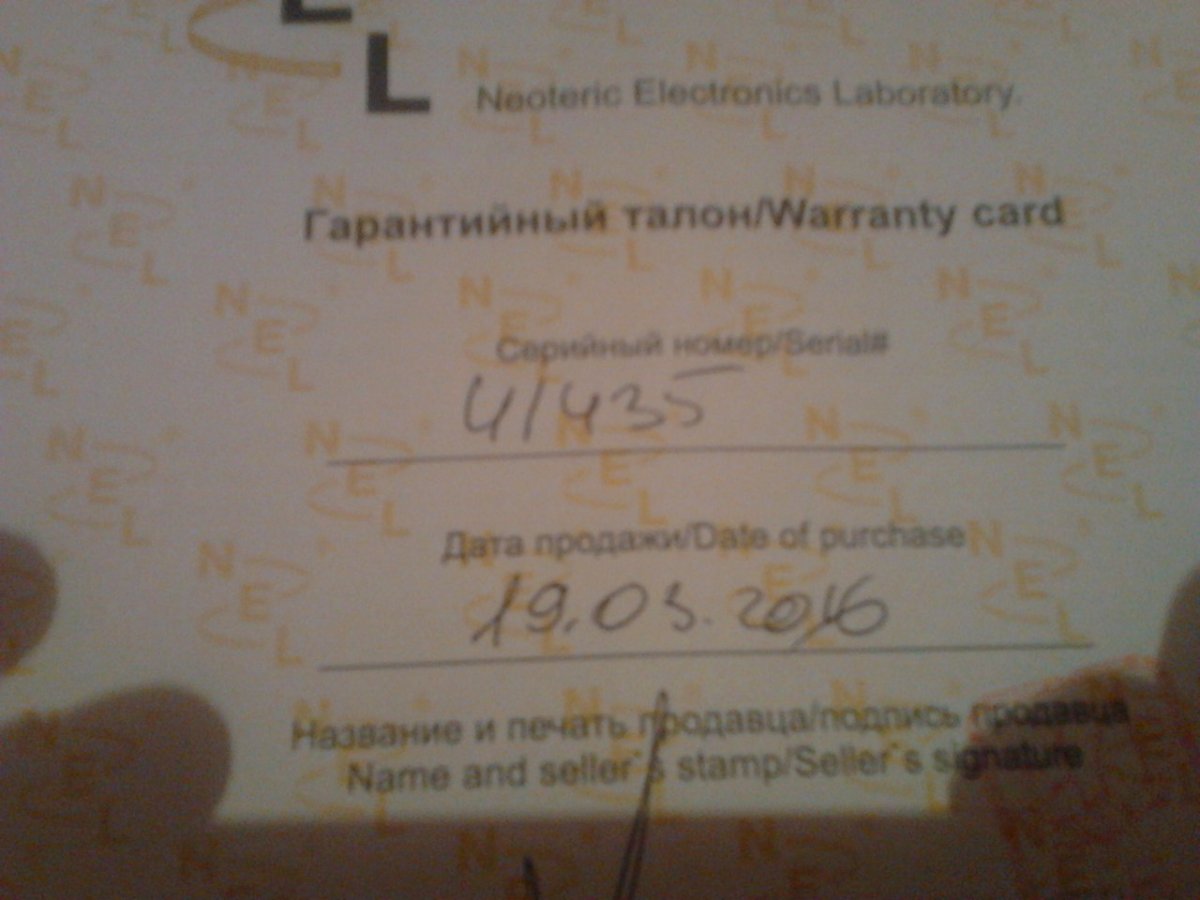 E
L Neoteric Electronics Laboratory.
Гарантийный талон/Warranty card
Серийный номер/Serial#
41435
Дата продажи/Date of purchase
19.03.2016
Название и печать продавца/подпись продавца
Name and seller`s stamp/Seller`s signature